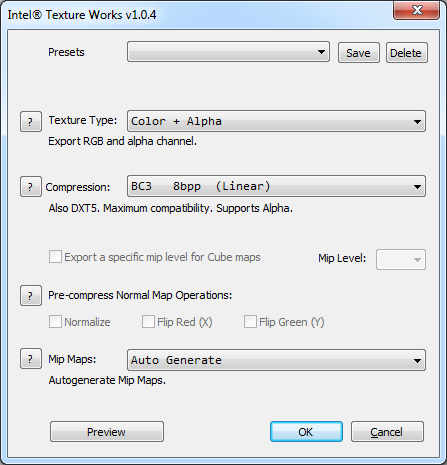 Intel® Texture Works v1.0.4
Presets Save Delete
? Texture Type: Color + Alpha
Export RGB and alpha channel.
? Compression: BC3 8bpp (Linear)
Also DXT5. Maximum compatibility. Supports Alpha.
Export a specific mip level for Cube maps Mip Level:
? Pre-compress Normal Map Operations:
Normalize Flip Red (X) Flip Green (Y)
? Mip Maps: Auto Generate
Autogenerate Mip Maps.
Preview OK Cancel